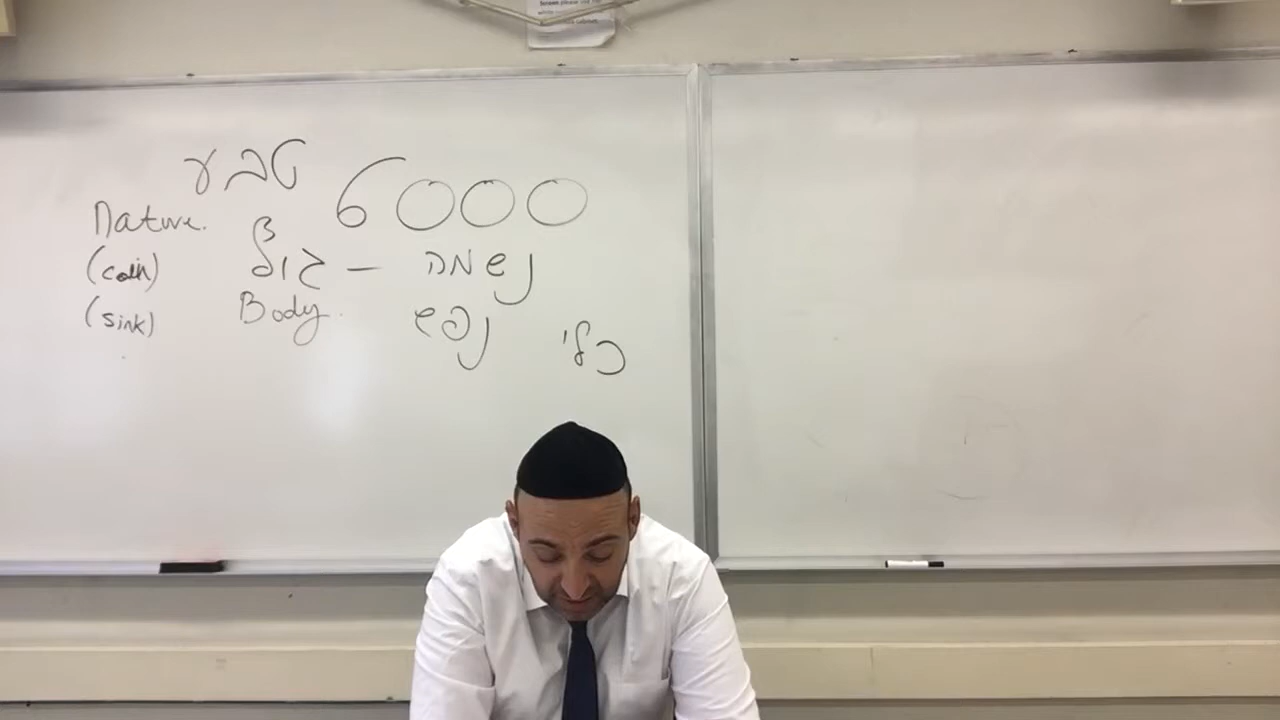 טבע 6000
Nature.
(coin) גוף — נשמה
(sink) Body. נפש כלי